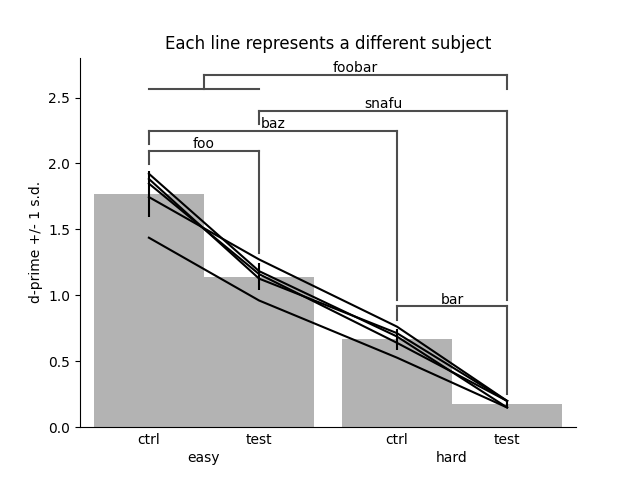 Each line represents a different subject
foobar
snafu
baz
foo
bar
d-prime +/- 1 s.d.
2.5
2.0
1.5
1.0
0.5
0.0
ctrl test ctrl test
easy hard